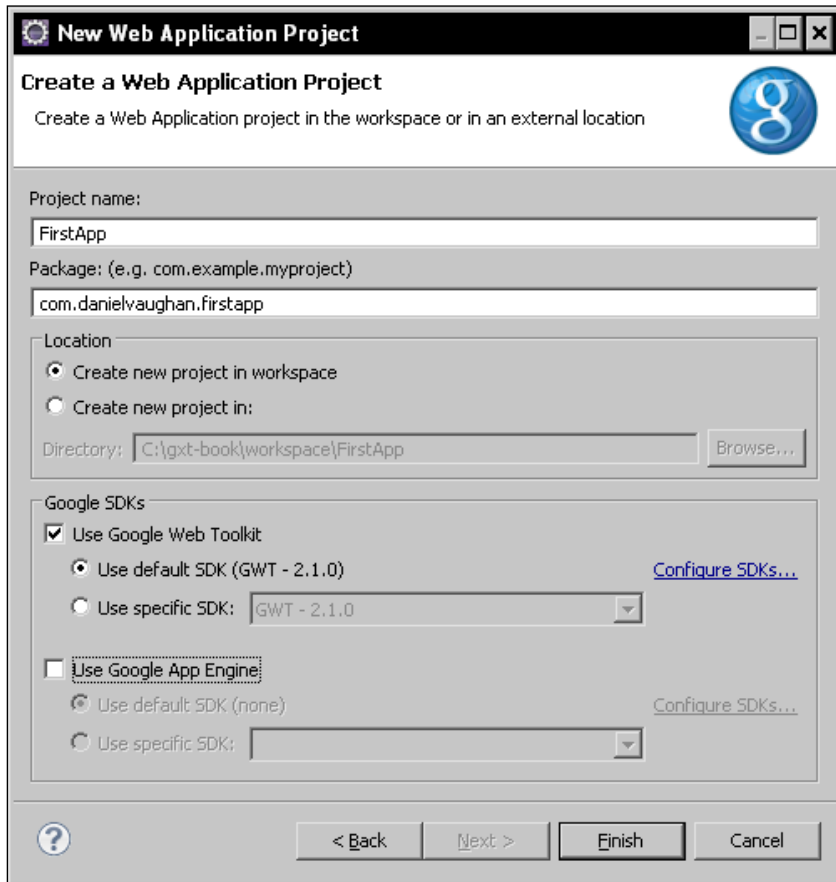 New Web Application Project
Create a Web Application Project
Create a Web Application project in the workspace or in an external location
g
Project name:
FirstApp
Package: (e.g. com.example.myproject)
com.danielvaughan.firstapp
Location
Create new project in workspace
Create new project in:
Directory: C:\gxt-book\workspace\FirstApp Browse...
Google SDKs
Use Google Web Toolkit
Use default SDK (GWT - 2.1.0) Configure SDKs...
Use specific SDK: GWT - 2.1.0
Use Google App Engine
Use default SDK (none) Configure SDKs...
Use specific SDK:
? < Back Next > Finish Cancel